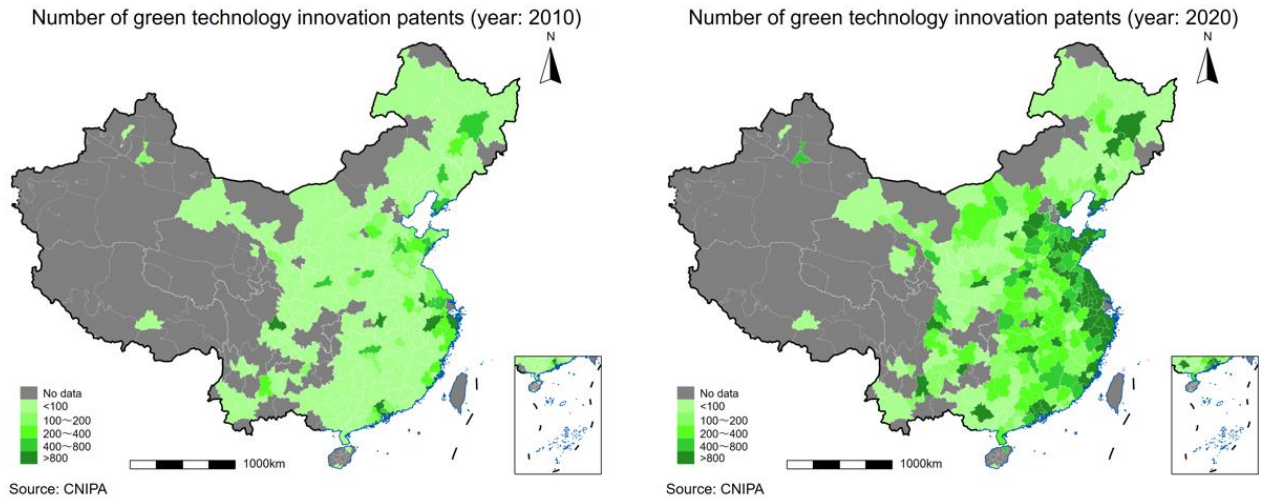 Number of green technology innovation patents (year: 2010)
N
No data
<100
100～200
200～400
400～800
>800
1000km
Source: CNIPA
Number of green technology innovation patents (year: 2020)
N
No data
<100
100～200
200～400
400～800
>800
1000km
Source: CNIPA